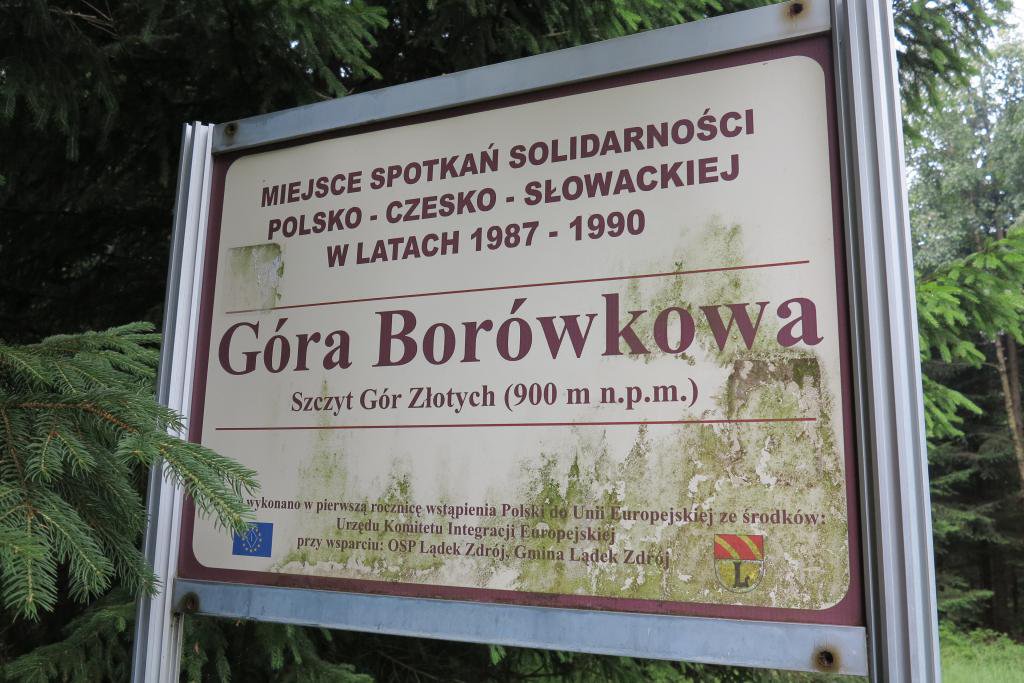 MIEJSCE SPOTKAŃ SOLIDARNOŚCI
POLSKO - CZESKO - SŁOWACKIEJ
W LATACH 1987 - 1990
Góra Borówkowa
Szczyt Gór Złotych (900 m n.p.m.)
wykonano w pierwszą rocznicę wstąpienia Polski do Unii Europejskiej ze środków:
Urzędu Komitetu Integracji Europejskiej
przy wsparciu: OSP Lądek Zdrój, Gmina Lądek Zdrój
L